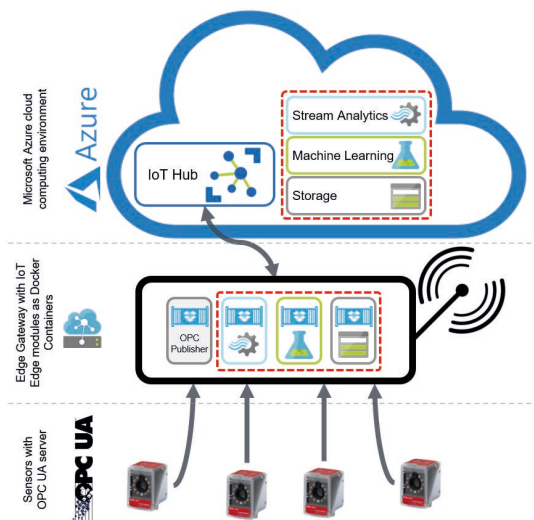 Microsoft Azure cloud
computing environment
Azure
IoT Hub
Stream Analytics
Machine Learning
Storage
Edge Gateway with IoT
Edge modules as Docker
Containers
OPC
Publisher
Sensors with
OPC UA server
OPC UA